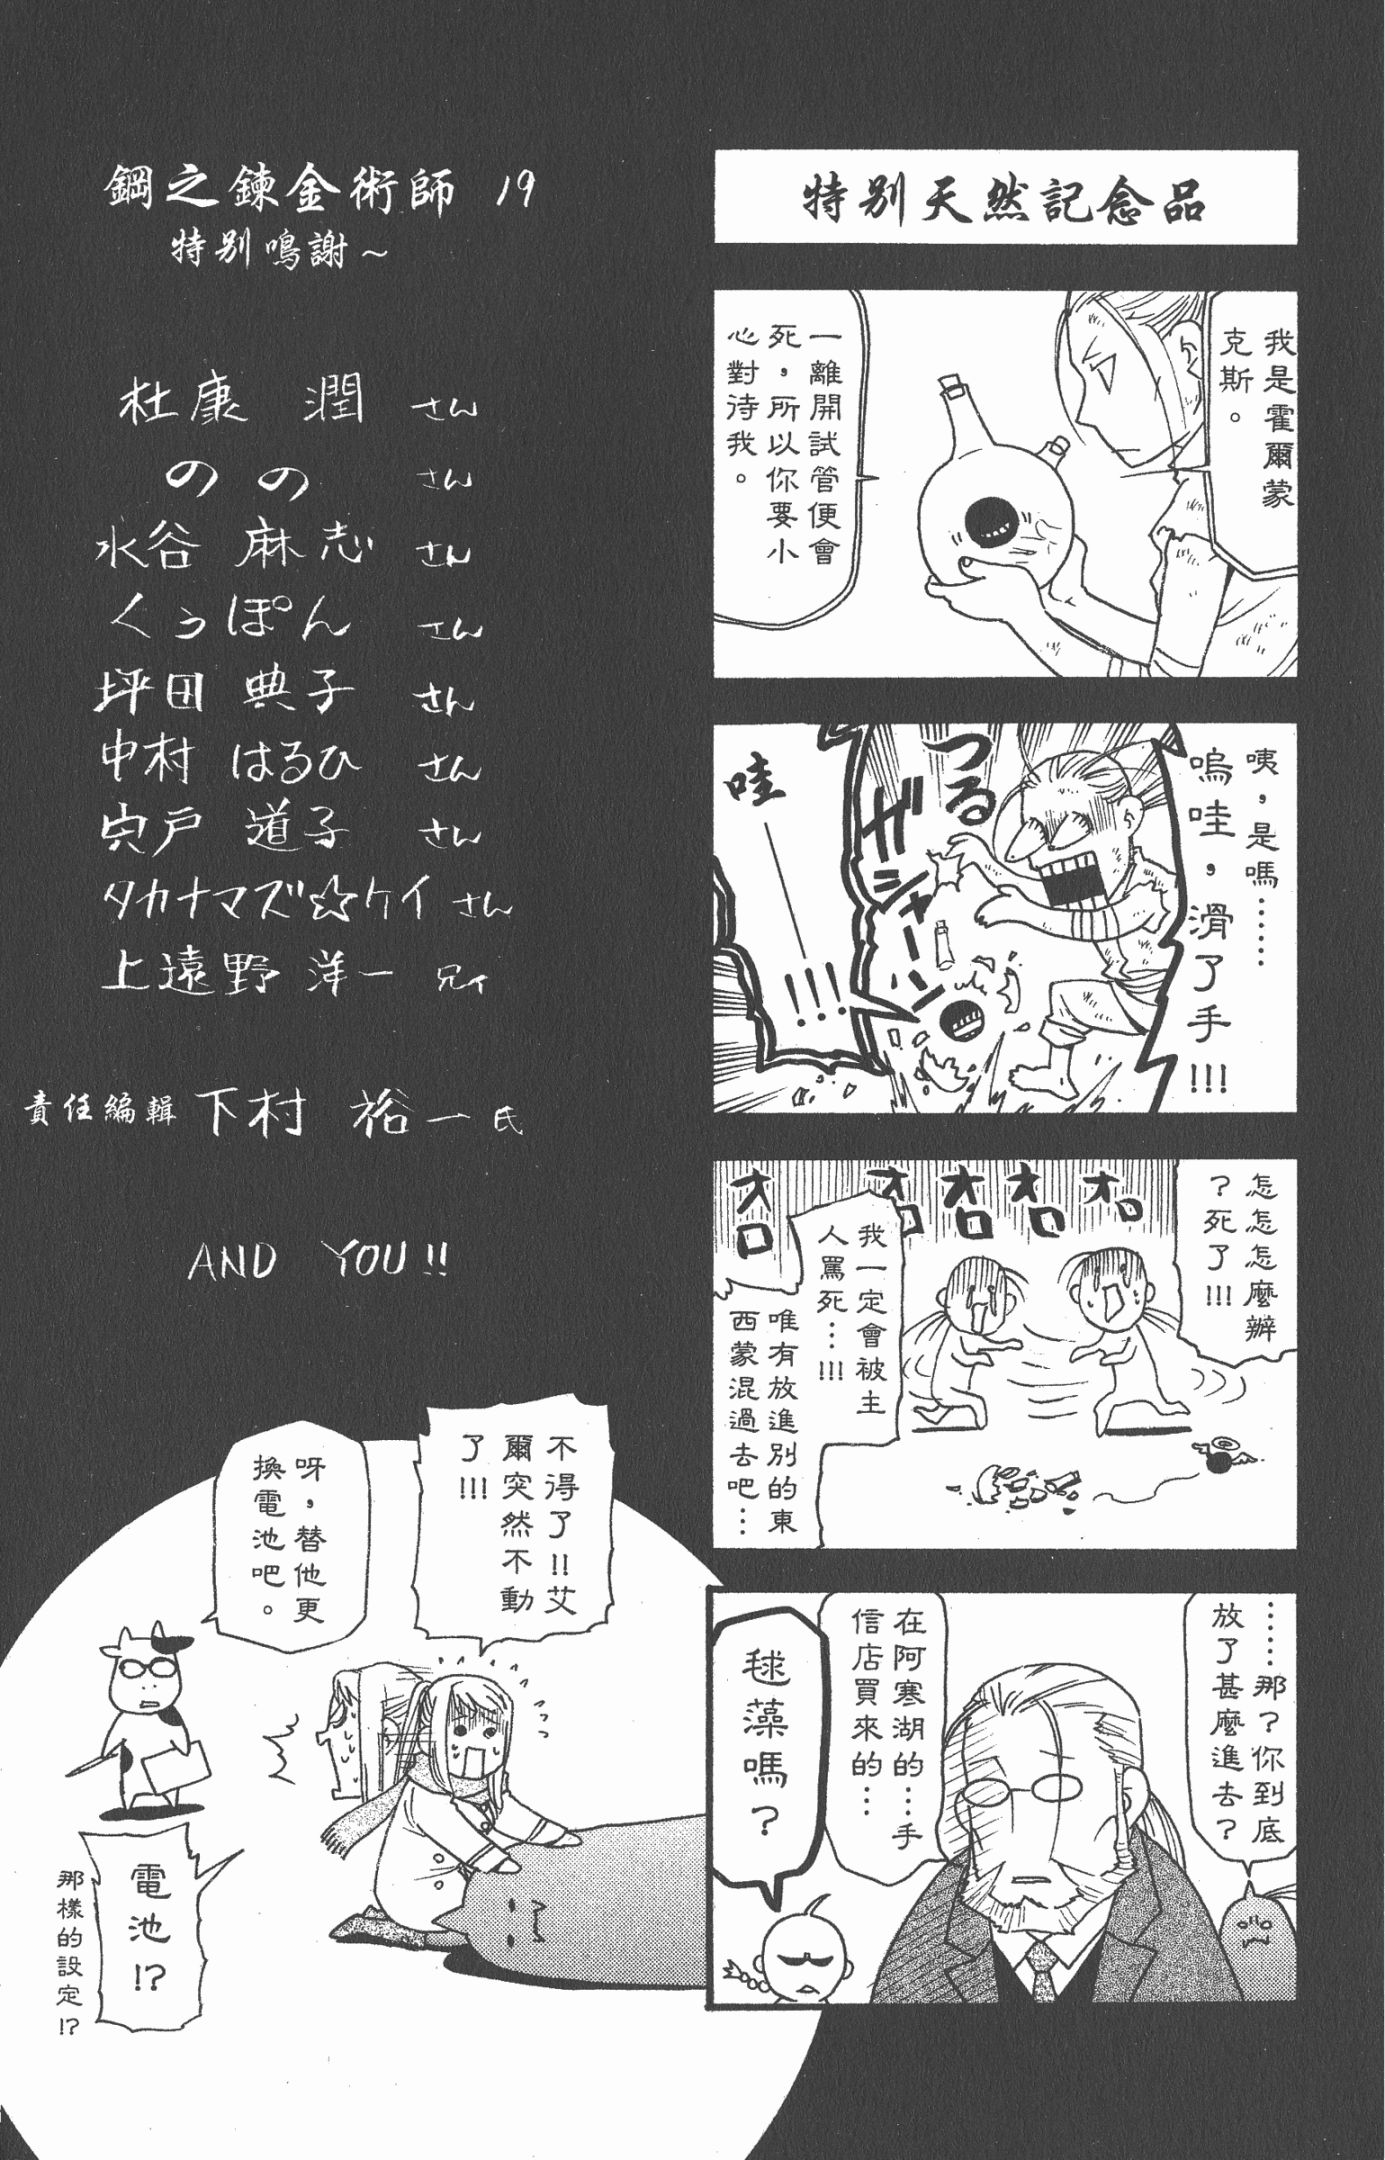 特別天然記念品
我是霍爾蒙
克斯。
一離開試管便會
死，所以你要小
心對待我。
咦，是嗎……
嗚哇，滑了手!!!
つるっ
ガシャーン
哇——!!!
怎怎怎怎麼辦
？死了!!!
我一定會被主
人罵死…!!!
唯有放進別的東
西蒙混過去吧…
オロ
オロ
オロ
オロ
オロ
……那？你到底
放了甚麼進去？
在阿寒湖的…手
信店買來的…
毬藻嗎？
鋼之鍊金術師 19
特別鳴謝～
杜康 潤 さん
のの さん
水谷 麻志 さん
くぅぽん さん
坪田 典子 さん
中村 はるひ さん
宍戸 道子 さん
タカナマズ☆ケイ さん
上遠野 洋一 兄ィ
責任編輯 下村 裕一 氏
AND YOU!!
不得了!!艾
爾突然不動
了!!!
呀，替他更
換電池吧。
電池!?
那樣的設定!?